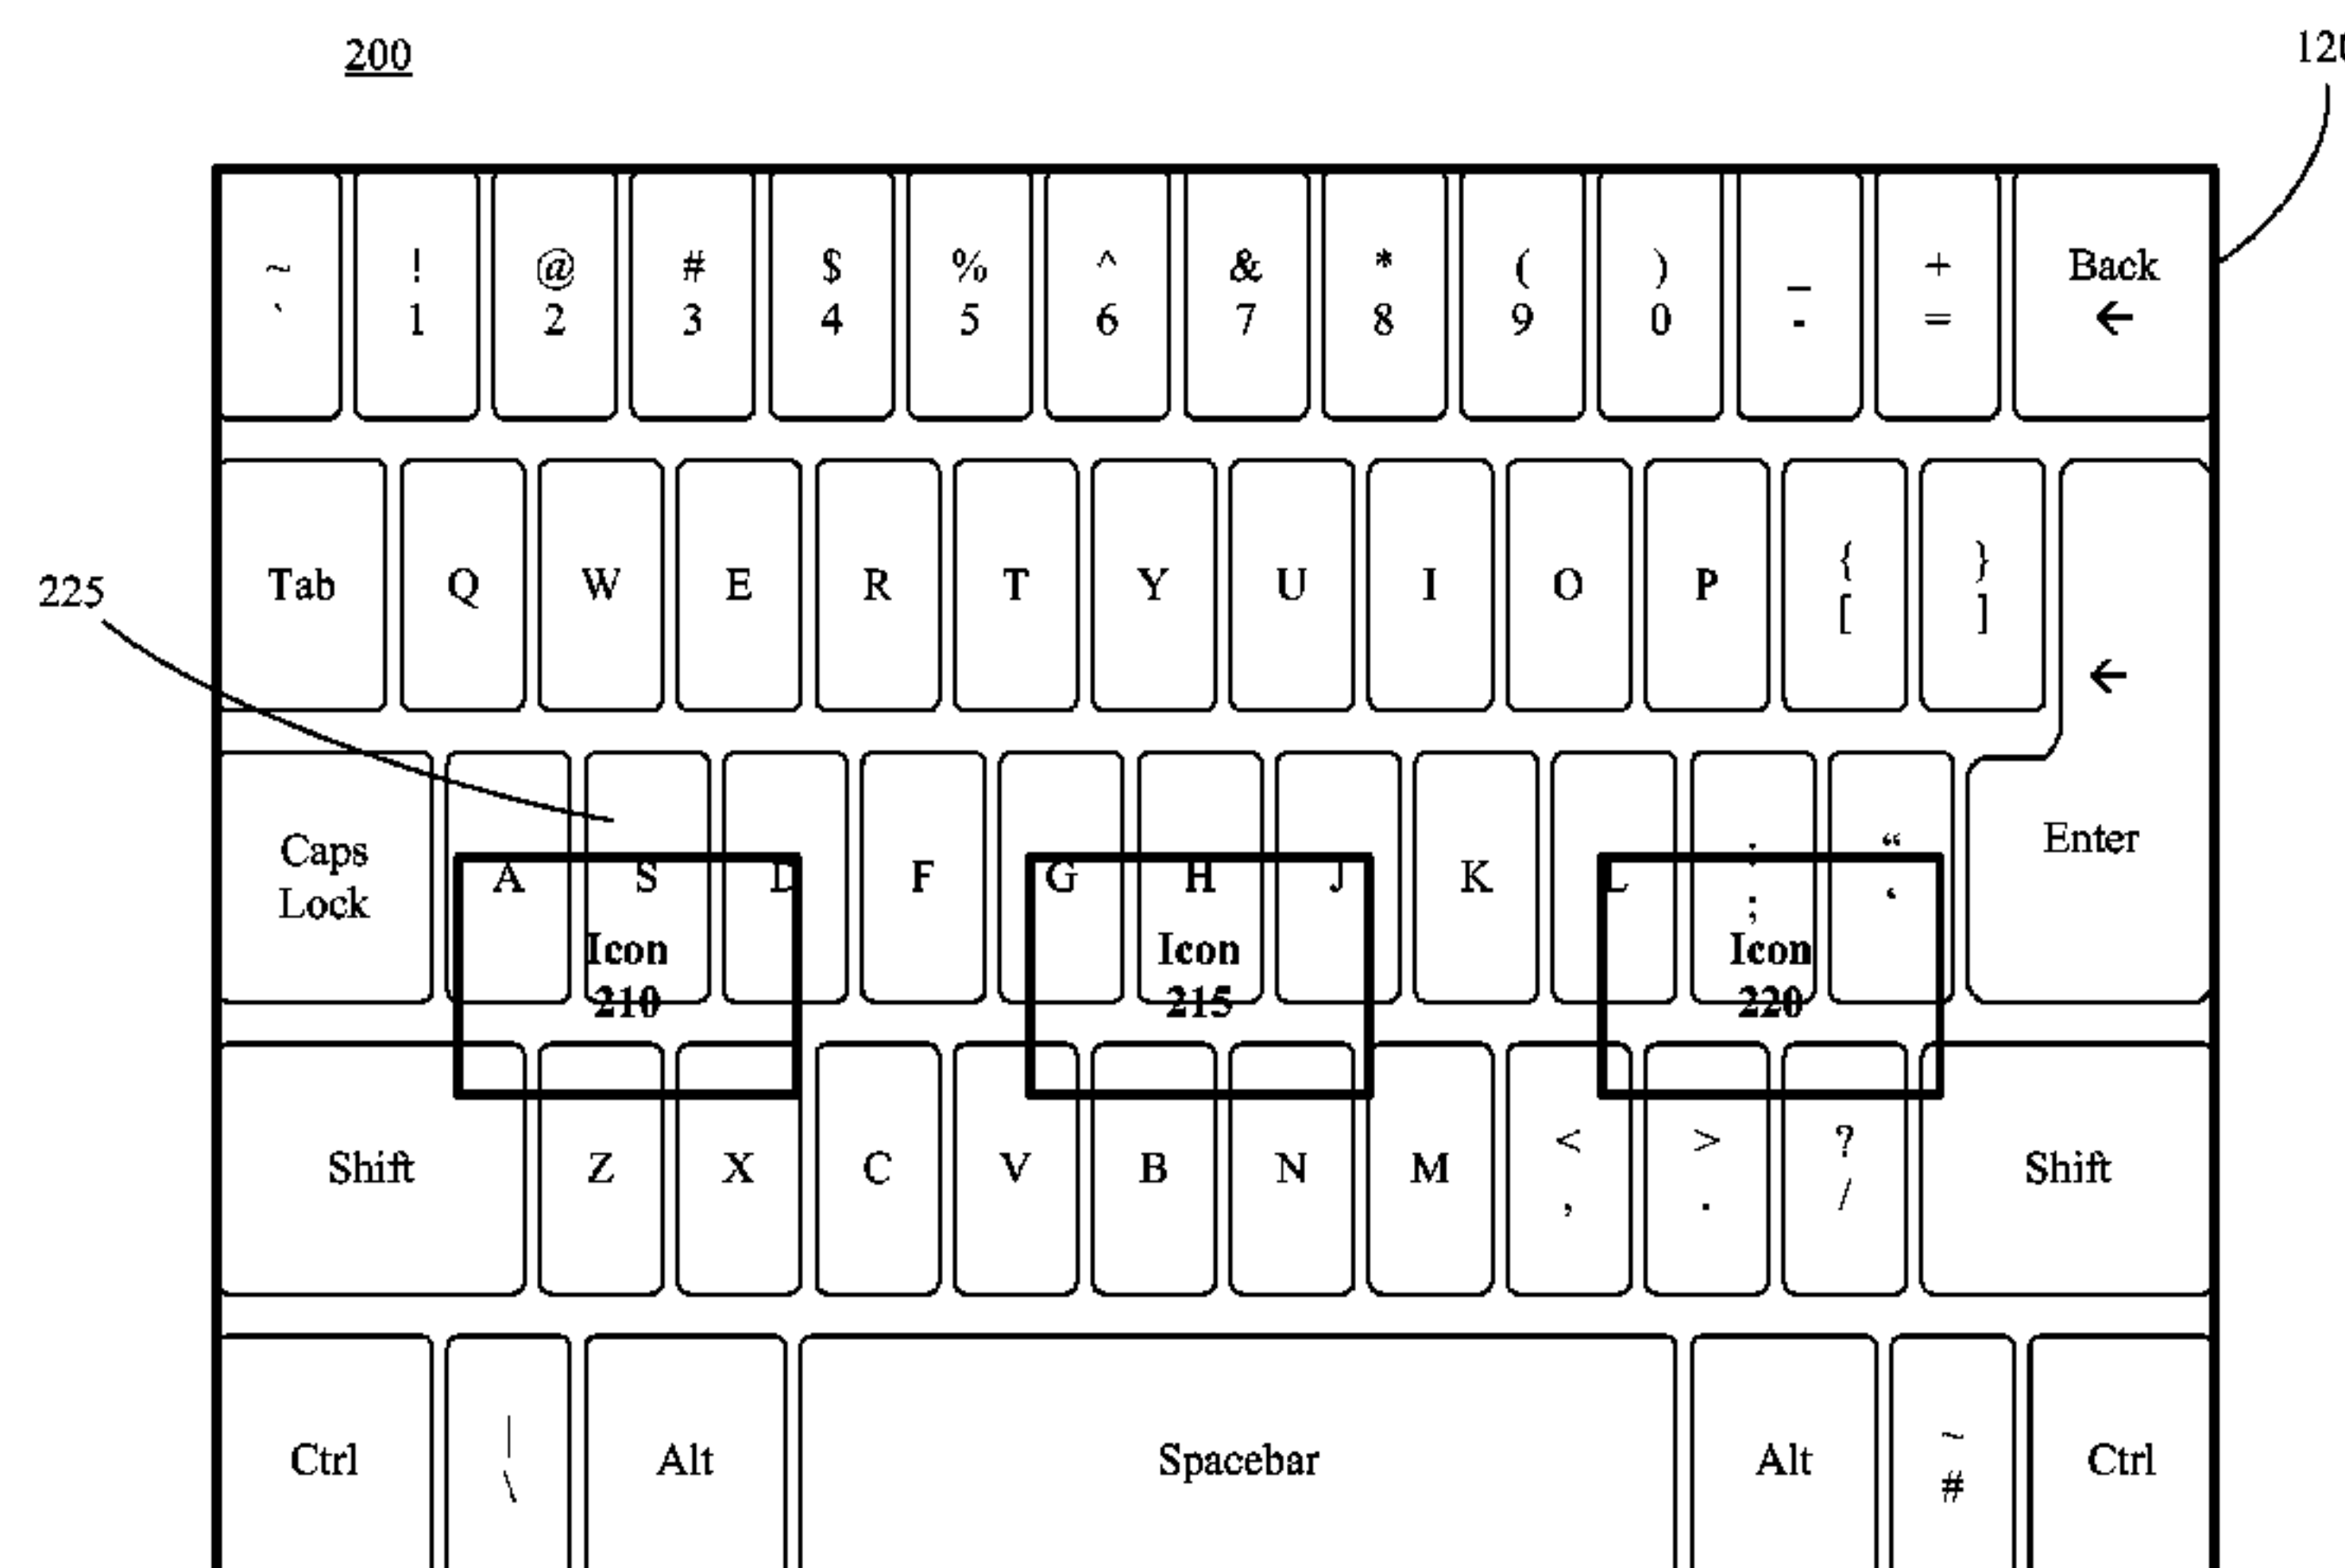 200
~ ! @ # $ % ^ & * ( ) _ + Back
` 1 2 3 4 5 6 7 8 9 0 - = ←
225
Tab Q W E R T Y U I O P { }
[ ]
←
Caps Lock A S D F G H J K L : “
; ‘
Enter
Icon Icon Icon
210 215 220
Shift Z X C V B N M < > ? Shift
, . /
Ctrl | Alt Spacebar Alt ~ Ctrl
\ #